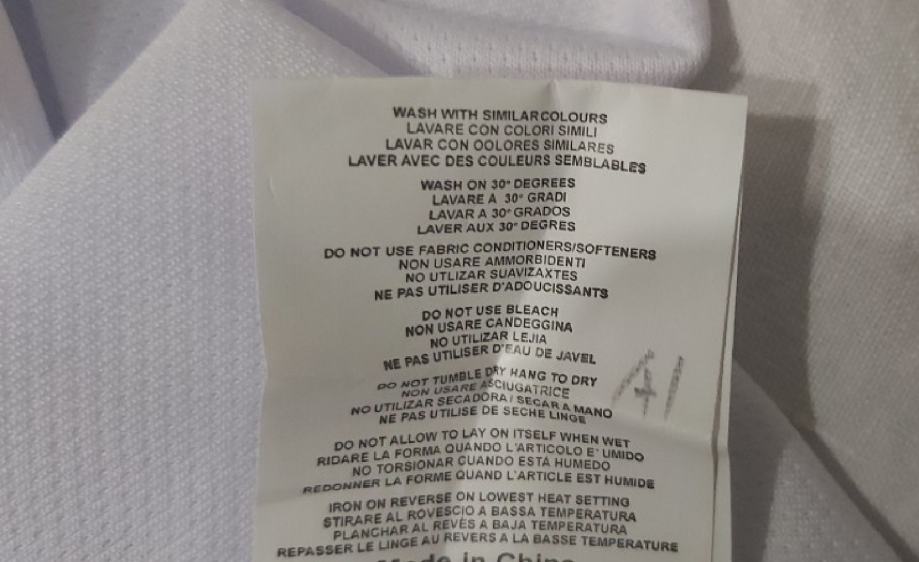 WASH WITH SIMILARCOLOURS
LAVARE CON COLORI SIMILI
LAVAR CON OOLORES SIMILARES
LAVER AVEC DES COULEURS SEMBLABLES
WASH ON 30° DEGREES
LAVARE A 30° GRADI
LAVAR A 30° GRADOS
LAVER AUX 30° DEGRES
DO NOT USE FABRIC CONDITIONERS/SOFTENERS
NON USARE AMMORBIDENTI
NO UTLIZAR SUAVIZAXTES
NE PAS UTILISER D'ADOUCISSANTS
DO NOT USE BLEACH
NON USARE CANDEGGINA
NO UTILIZAR LEJIA
NE PAS UTILISER D'EAU DE JAVEL
DO NOT TUMBLE DRY HANG TO DRY
NON USARE ASCIUGATRICE
NO UTILIZAR SECADORA / SECAR A MANO
NE PAS UTILISE DE SECHE LINGE
DO NOT ALLOW TO LAY ON ITSELF WHEN WET
RIDARE LA FORMA QUANDO L'ARTICOLO E' UMIDO
NO TORSIONAR CUANDO ESTÁ HUMEDO
REDONNER LA FORME QUAND L'ARTICLE EST HUMIDE
IRON ON REVERSE ON LOWEST HEAT SETTING
STIRARE AL ROVESCIO A BASSA TEMPERATURA
PLANCHAR AL REVÉS A BAJA TEMPERATURA
REPASSER LE LINGE AU REVERS A LA BASSE TEMPERATURE
Made in China